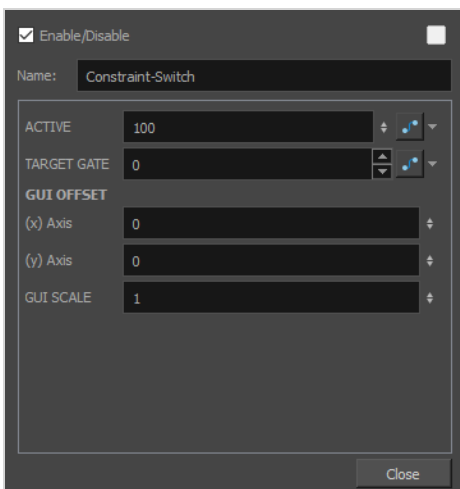 Enable/Disable
Name: Constraint-Switch
ACTIVE 100
TARGET GATE 0
GUI OFFSET
(x) Axis 0
(y) Axis 0
GUI SCALE 1
Close